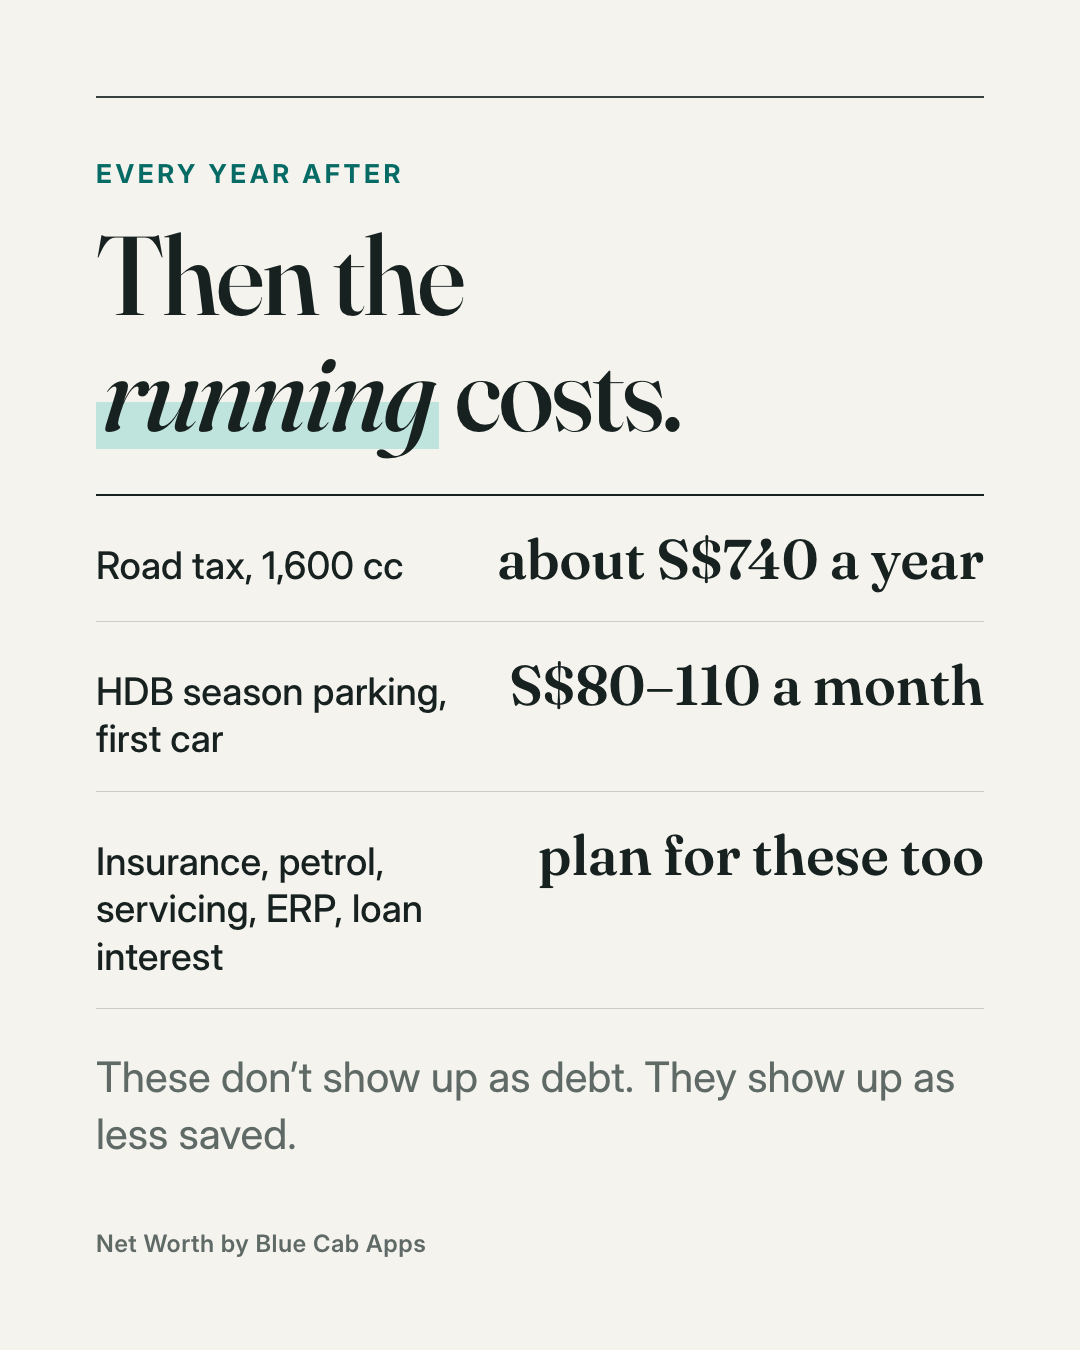 EVERY YEAR AFTER
Then the
running costs.
Road tax, 1,600 cc
about S$740 a year
HDB season parking,
first car
S$80–110 a month
Insurance, petrol,
servicing, ERP, loan
interest
plan for these too
These don’t show up as debt. They show up as
less saved.
Net Worth by Blue Cab Apps